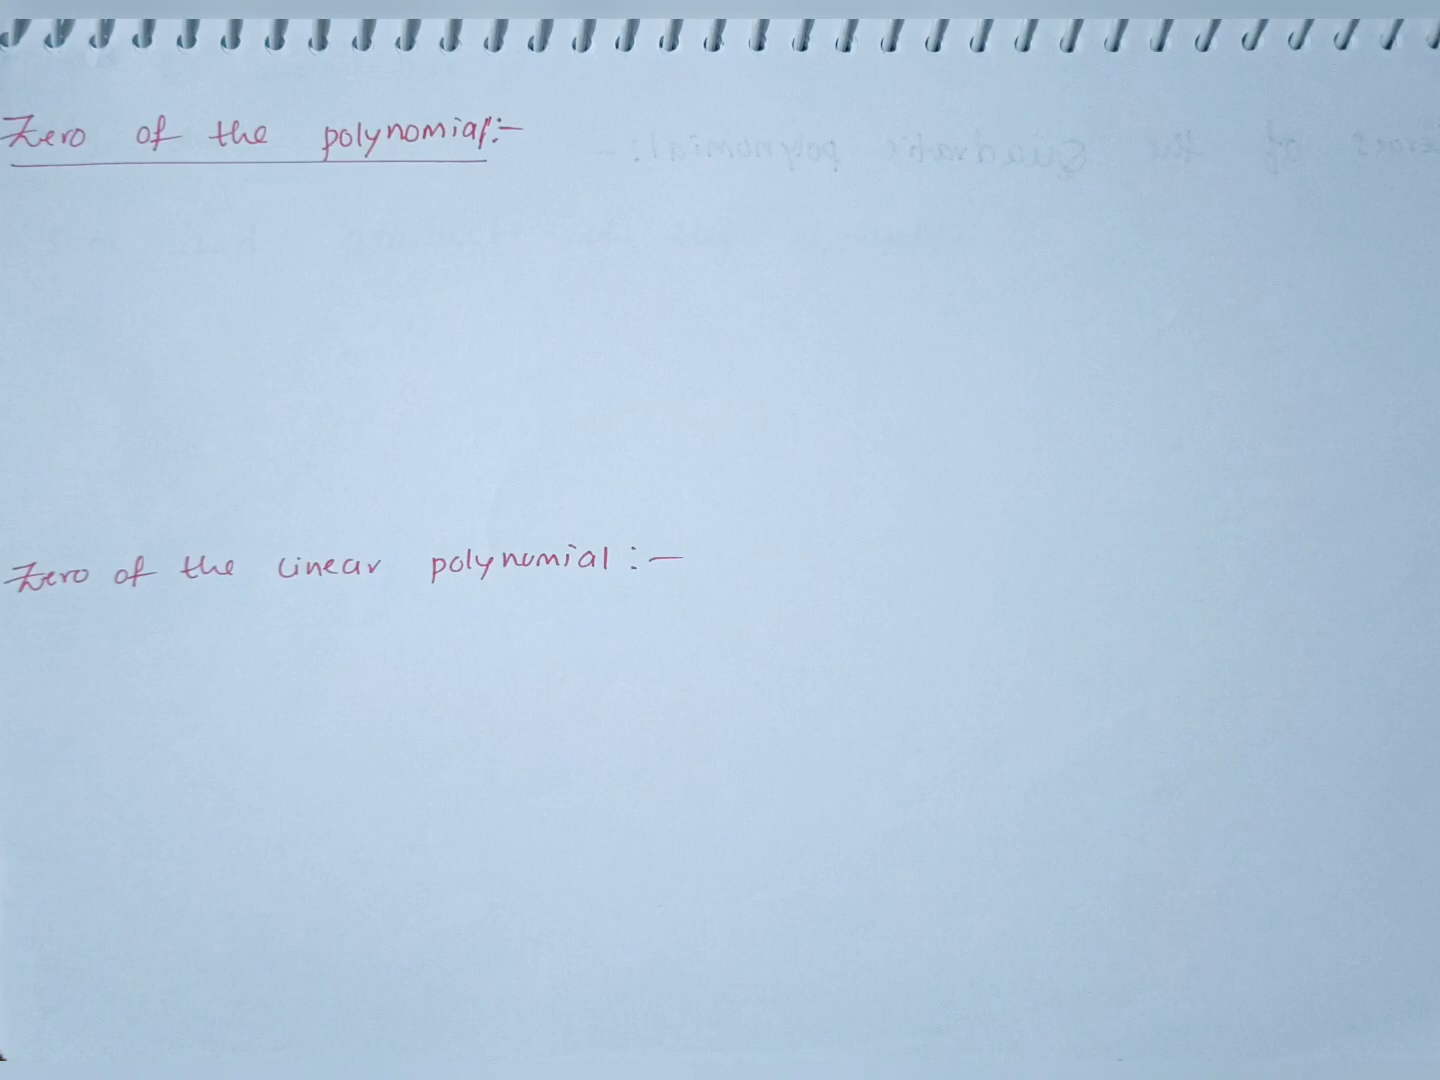 Zero of the polynomial:-
Zero of the linear polynomial :-